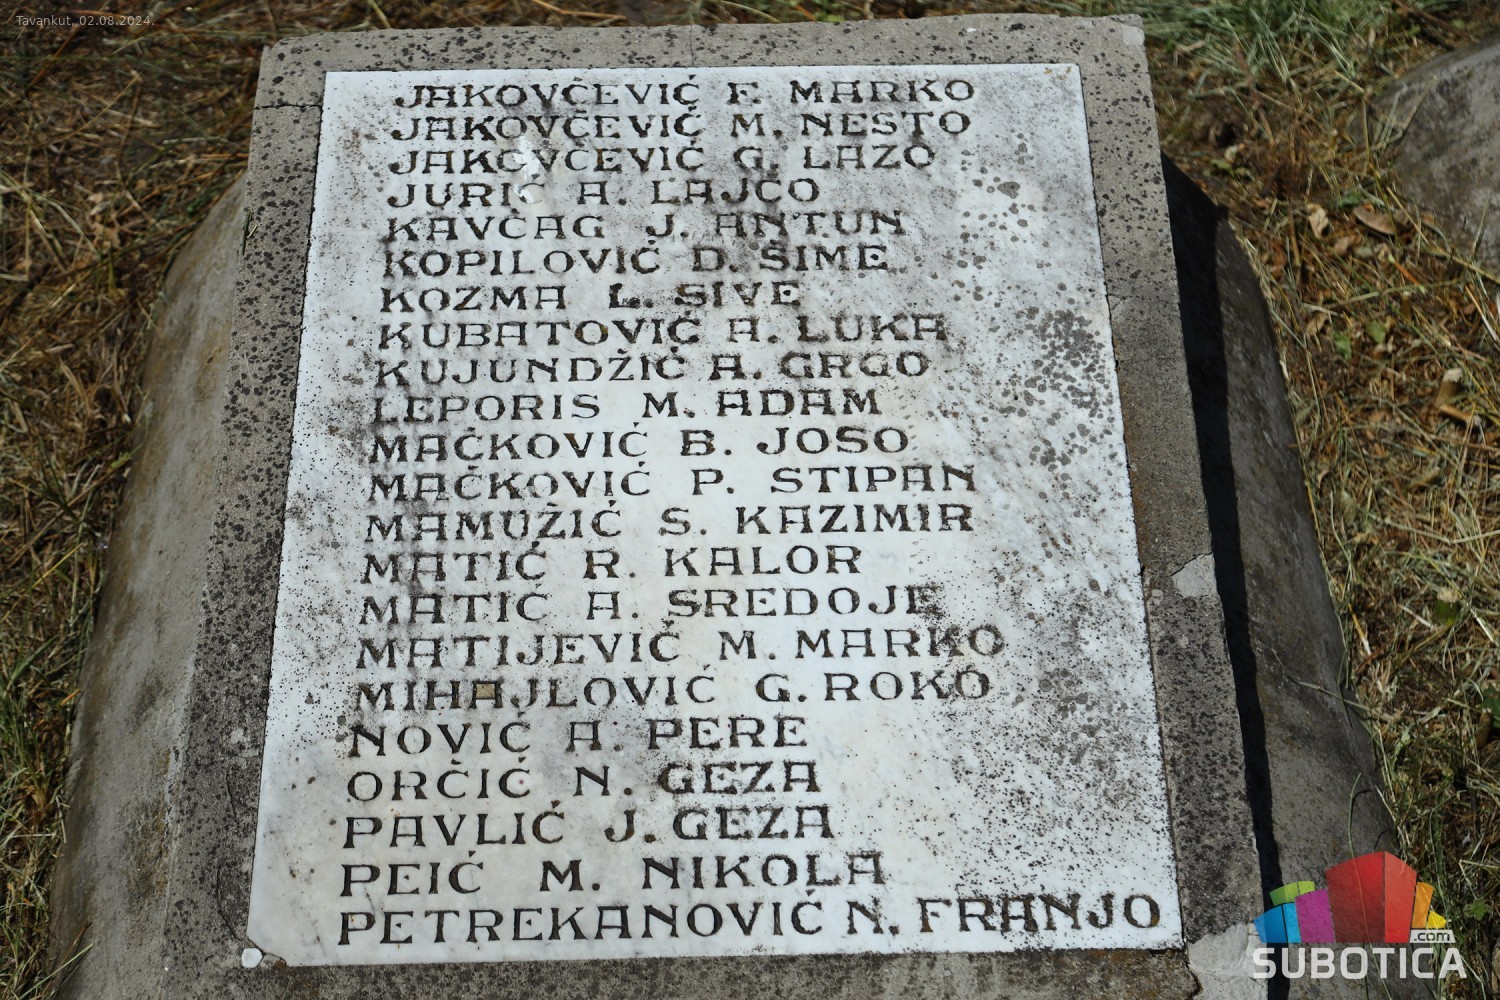 Tavankut, 02.08.2024.
JAKOVČEVIĆ F. MARKO
JAKOVČEVIĆ M. NESTO
JAKOVČEVIĆ G. LAZO
JURIĆ A. LAJČO
KAVČAG J. ANTUN
KOPILOVIĆ D. ŠIME
KOZMA L. SIVE
KUBATOVIĆ A. LUKA
KUJUNDŽIĆ A. GRGO
LEPORIS M. ADAM
MAČKOVIĆ B. JOSO
MAČKOVIĆ P. STIPAN
MAMUŽIĆ S. KAZIMIR
MATIĆ R. KALOR
MATIĆ A. SREDOJE
MATIJEVIĆ M. MARKO
MIHAJLOVIĆ G. ROKO
NOVIĆ A. PERE
ORČIĆ N. GEZA
PAVLIĆ J. GEZA
PEIĆ M. NIKOLA
PETREKANOVIĆ N. FRANJO
.com
SUBOTICA